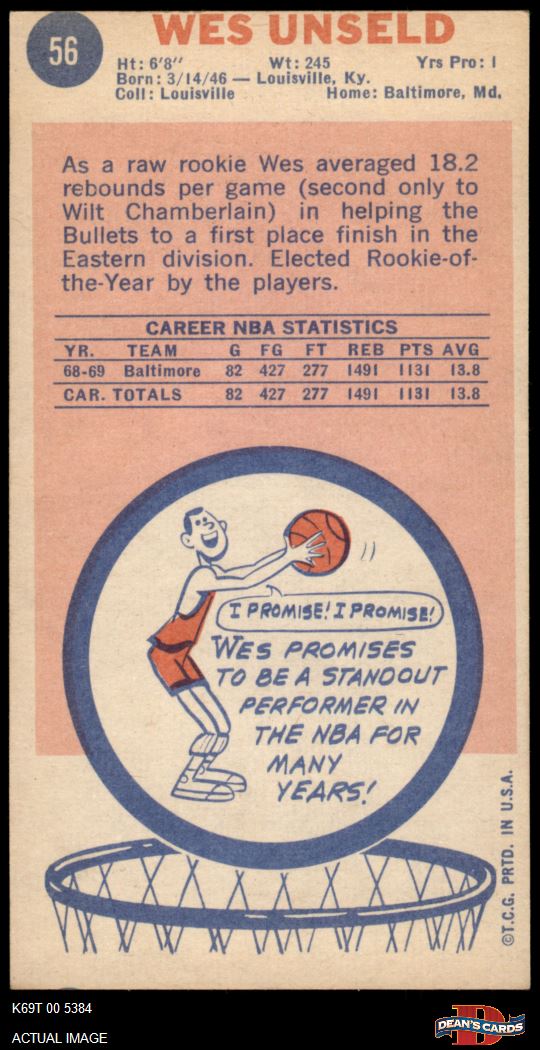 56
WES UNSELD
Ht: 6'8" Wt: 245 Yrs Pro: 1
Born: 3/14/46 — Louisville, Ky.
Coll: Louisville Home: Baltimore, Md.
As a raw rookie Wes averaged 18.2
rebounds per game (second only to
Wilt Chamberlain) in helping the
Bullets to a first place finish in the
Eastern division. Elected Rookie-of-
the-Year by the players.
CAREER NBA STATISTICS
YR. TEAM G FG FT REB PTS AVG
68-69 Baltimore 82 427 277 1491 1131 13.8
CAR. TOTALS 82 427 277 1491 1131 13.8
I PROMISE! I PROMISE!
WES PROMISES
TO BE A STANDOUT
PERFORMER IN
THE NBA FOR
MANY
YEARS!
©T.C.G. PRTD. IN U.S.A.
K69T 00 5384
ACTUAL IMAGE
D
DEAN'S CARDS